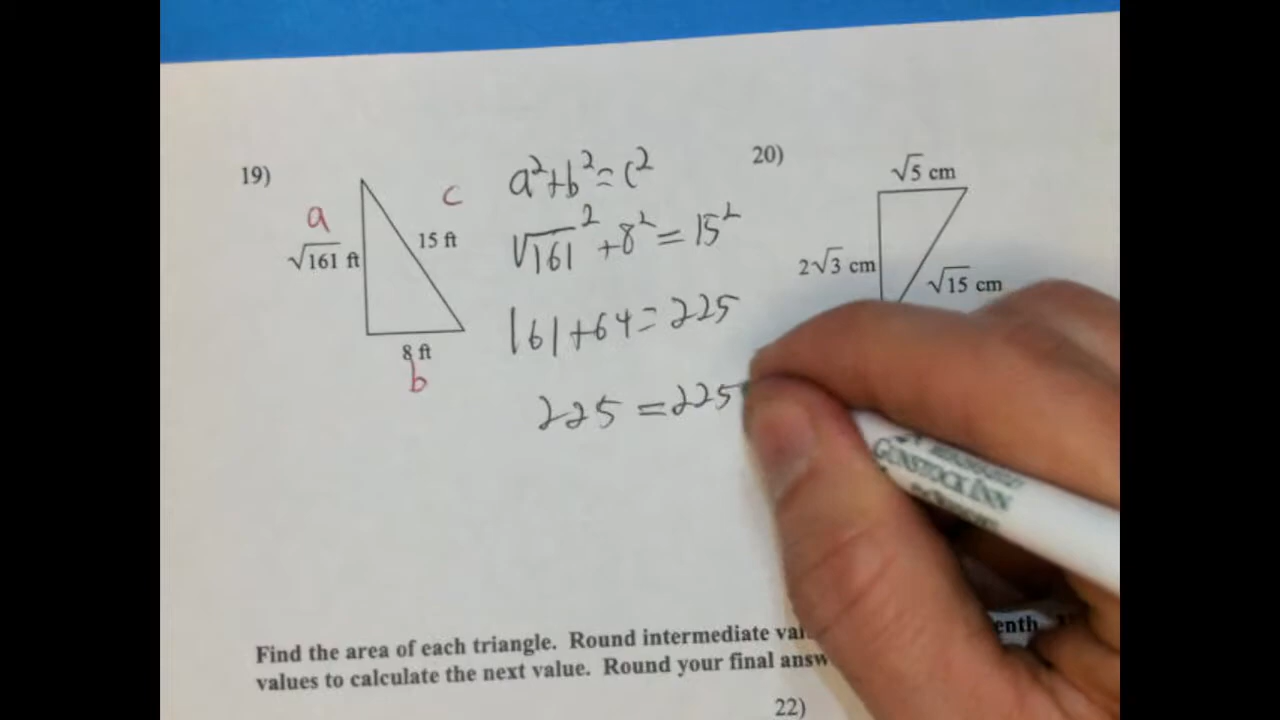 19)
a
c
√161 ft
15 ft
8 ft
b
a²+b²=c²
√161² +8² = 15²
161+64=225
225 =225
20)
√5 cm
2√3 cm
√15 cm
GUNSTOCK INN
Find the area of each triangle. Round intermediate
values to calculate the next value. Round your final
22)